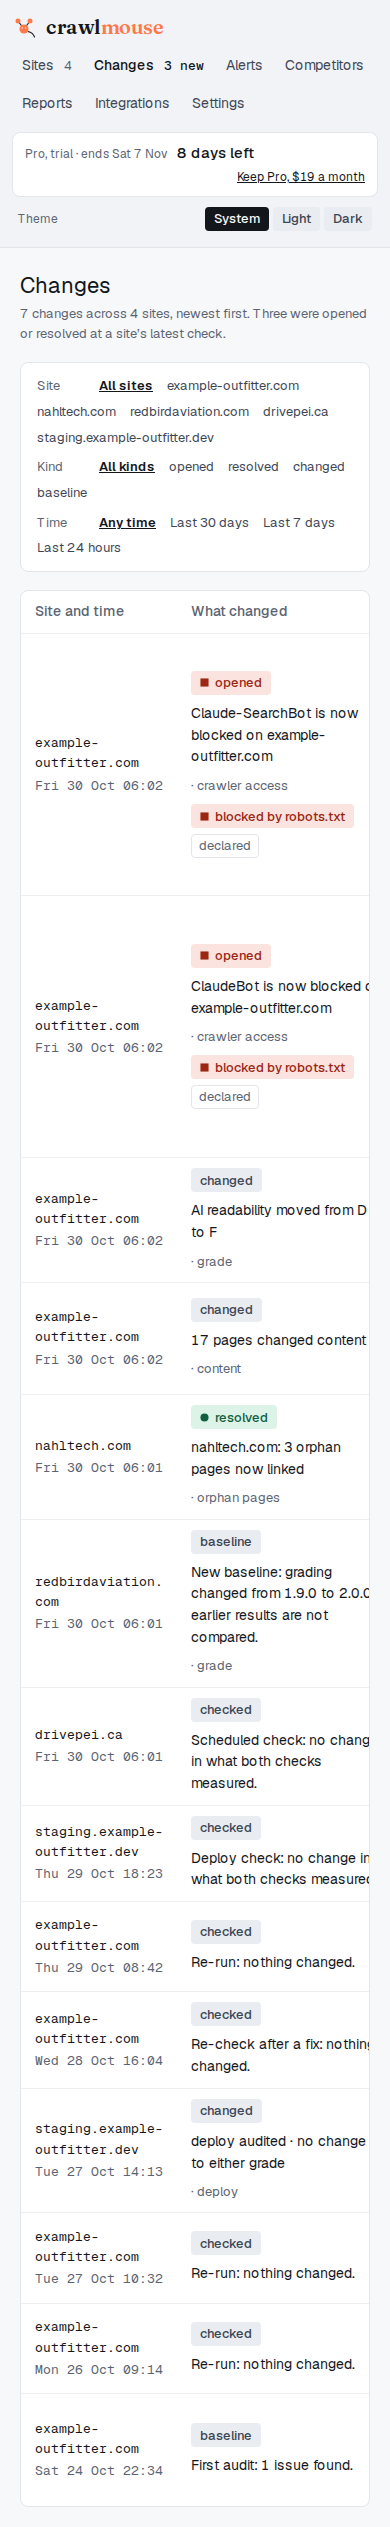 crawlmouse
Sites 4 Changes 3 new Alerts Competitors
Reports Integrations Settings
Pro, trial · ends Sat 7 Nov 8 days left
Keep Pro, $19 a month
Theme System Light Dark
Changes
7 changes across 4 sites, newest first. Three were opened
or resolved at a site's latest check.
Site All sites example-outfitter.com
nahltech.com redbirdaviation.com drivepei.ca
staging.example-outfitter.dev
Kind All kinds opened resolved changed
baseline
Time Any time Last 30 days Last 7 days
Last 24 hours
Site and time What changed
opened
Claude-SearchBot is now
blocked on example-
outfitter.com
example-
outfitter.com
Fri 30 Oct 06:02
· crawler access
blocked by robots.txt
declared
opened
ClaudeBot is now blocked
example-outfitter.com
example-
outfitter.com
Fri 30 Oct 06:02
· crawler access
blocked by robots.txt
declared
example-
outfitter.com
Fri 30 Oct 06:02
changed
AI readability moved from D
to F
· grade
example-
outfitter.com
Fri 30 Oct 06:02
changed
17 pages changed content
· content
nahltech.com
Fri 30 Oct 06:01
resolved
nahltech.com: 3 orphan
pages now linked
· orphan pages
redbirdaviation.
com
Fri 30 Oct 06:01
baseline
New baseline: grading
changed from 1.9.0 to 2.0.0
earlier results are not
compared.
· grade
drivepei.ca
Fri 30 Oct 06:01
checked
Scheduled check: no chang
in what both checks
measured.
staging.example-
outfitter.dev
Thu 29 Oct 18:23
checked
Deploy check: no change in
what both checks measured
example-
outfitter.com
Thu 29 Oct 08:42
checked
Re-run: nothing changed.
example-
outfitter.com
Wed 28 Oct 16:04
checked
Re-check after a fix: nothing
changed.
staging.example-
outfitter.dev
Tue 27 Oct 14:13
changed
deploy audited · no change
to either grade
· deploy
example-
outfitter.com
Tue 27 Oct 10:32
checked
Re-run: nothing changed.
example-
outfitter.com
Mon 26 Oct 09:14
checked
Re-run: nothing changed.
example-
outfitter.com
Sat 24 Oct 22:34
baseline
First audit: 1 issue found.